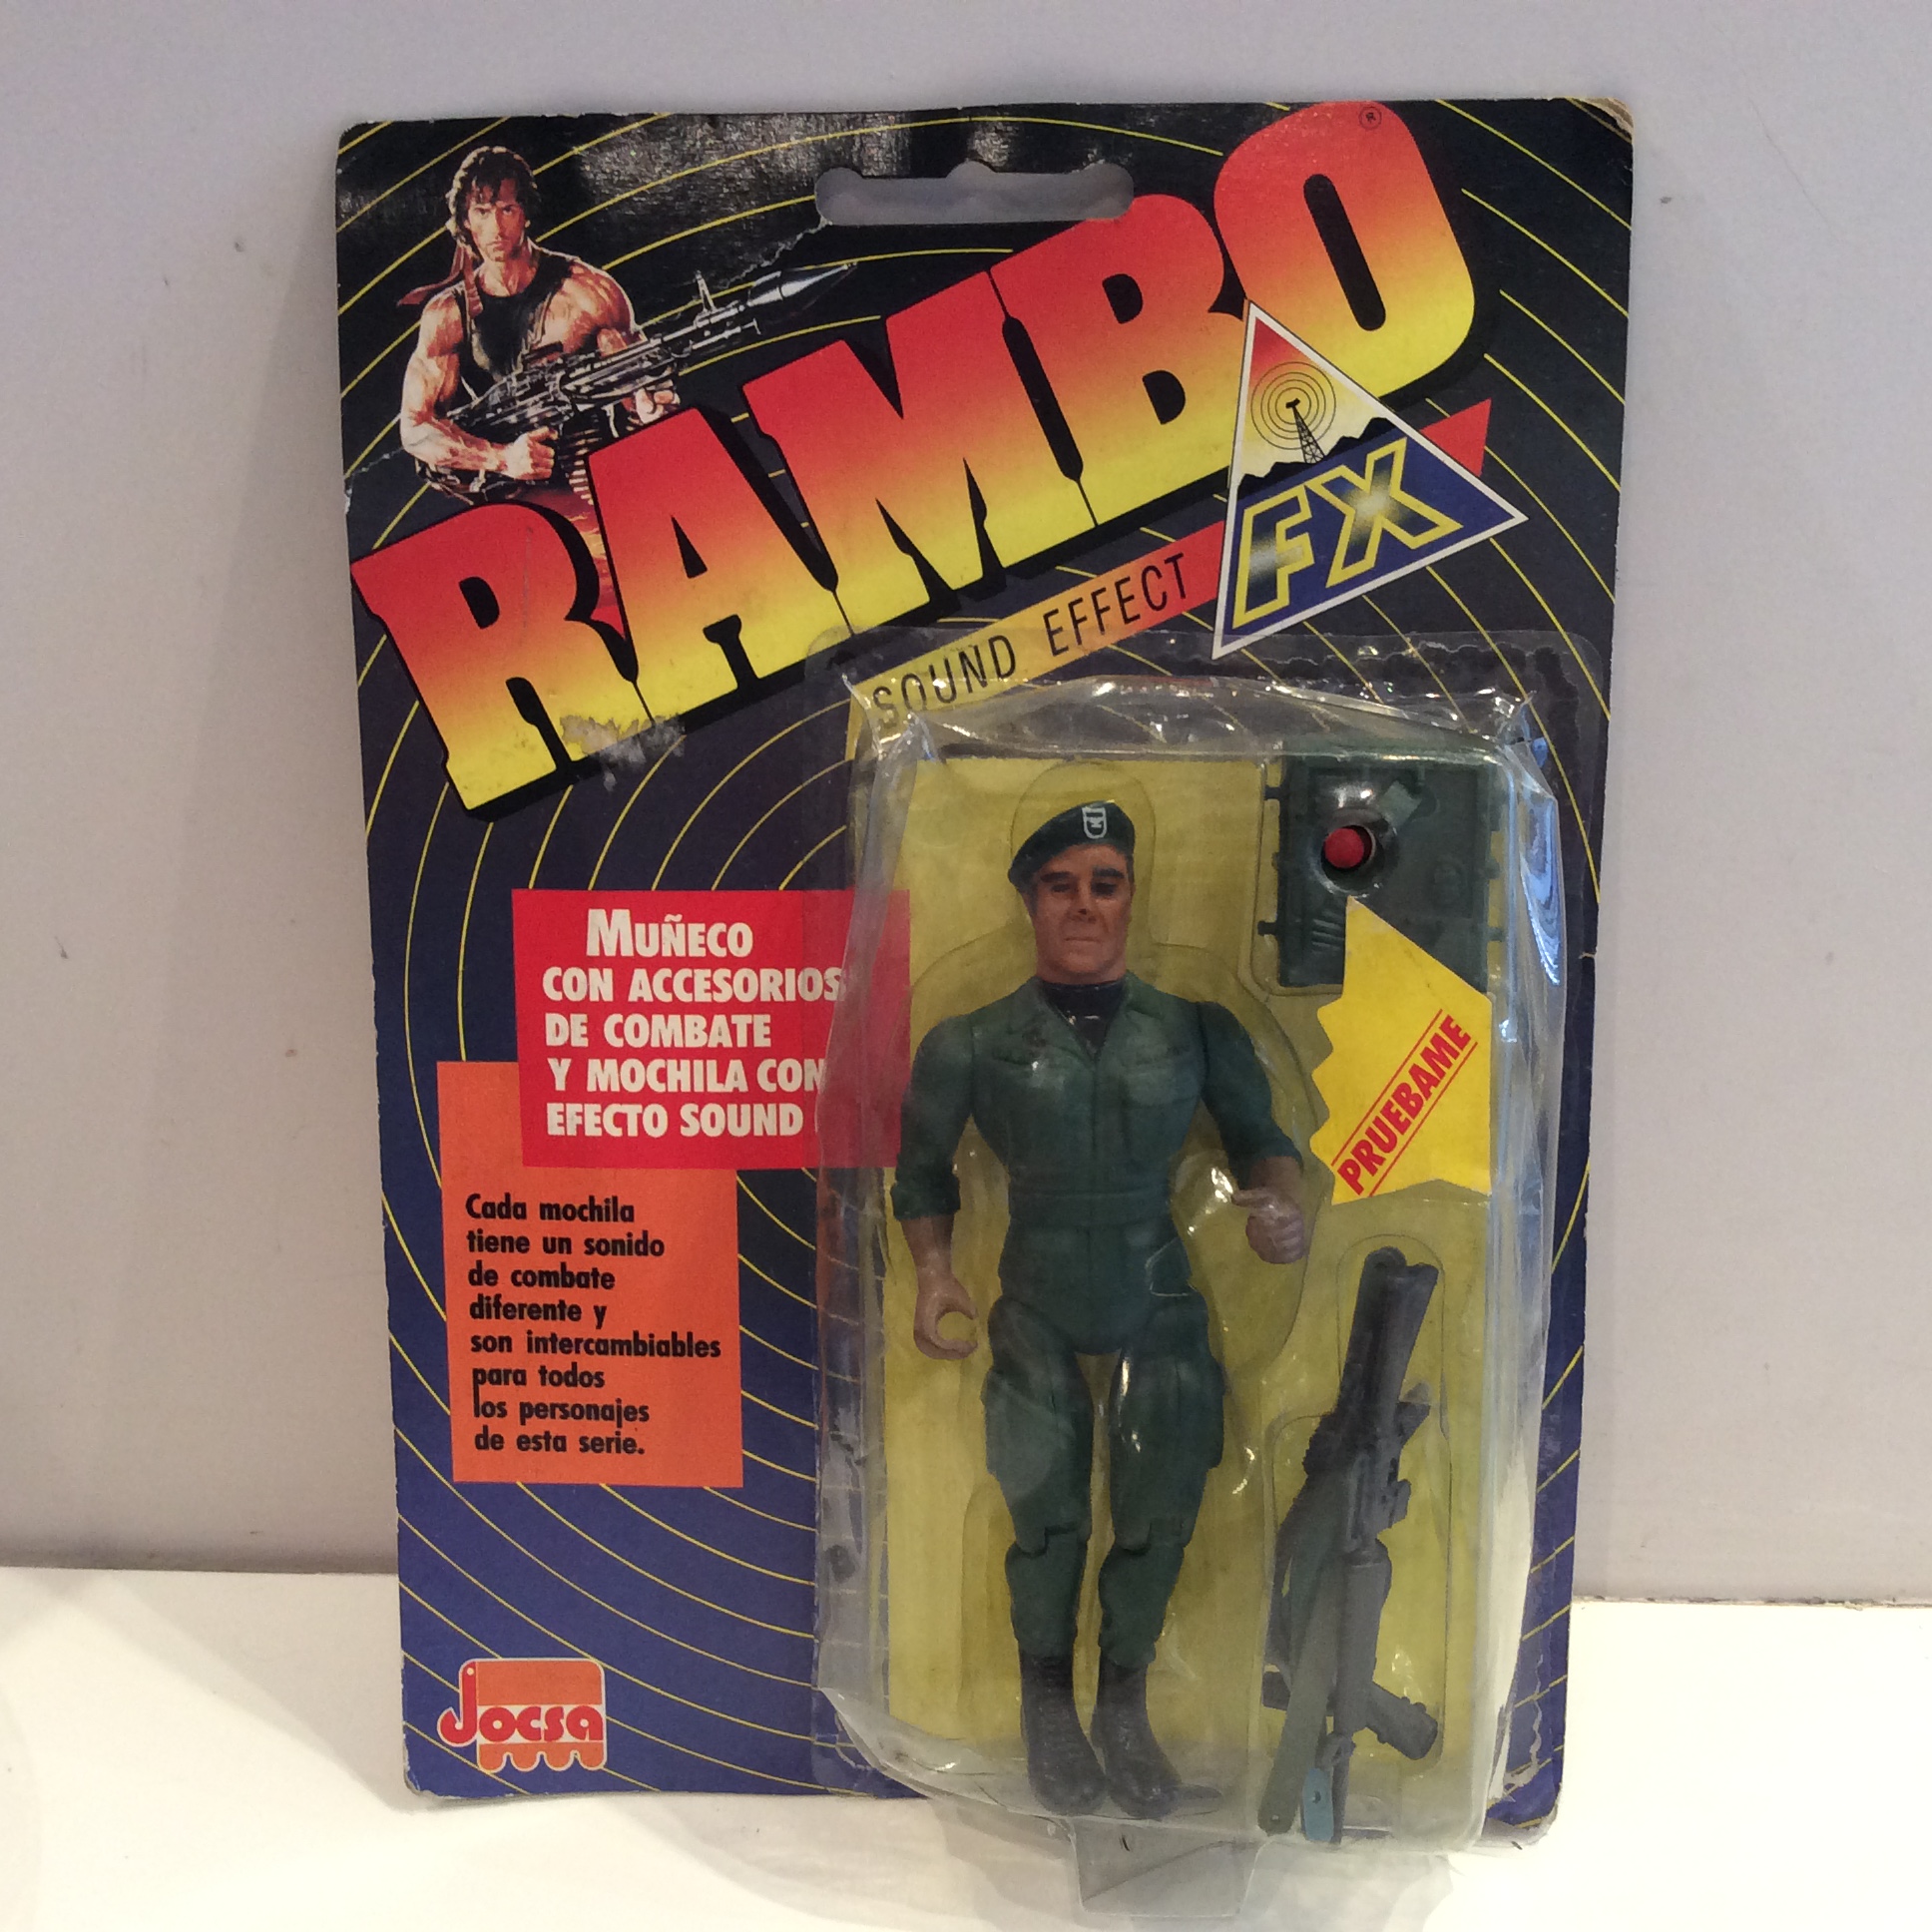 RAMBO®
FX
SOUND EFFECT
MUÑECO
CON ACCESORIOS
DE COMBATE
Y MOCHILA CON
EFECTO SOUND
PRUEBAME
Cada mochila
tiene un sonido
de combate
diferente y
son intercambiables
para todos
los personajes
de esta serie.
Jocsa